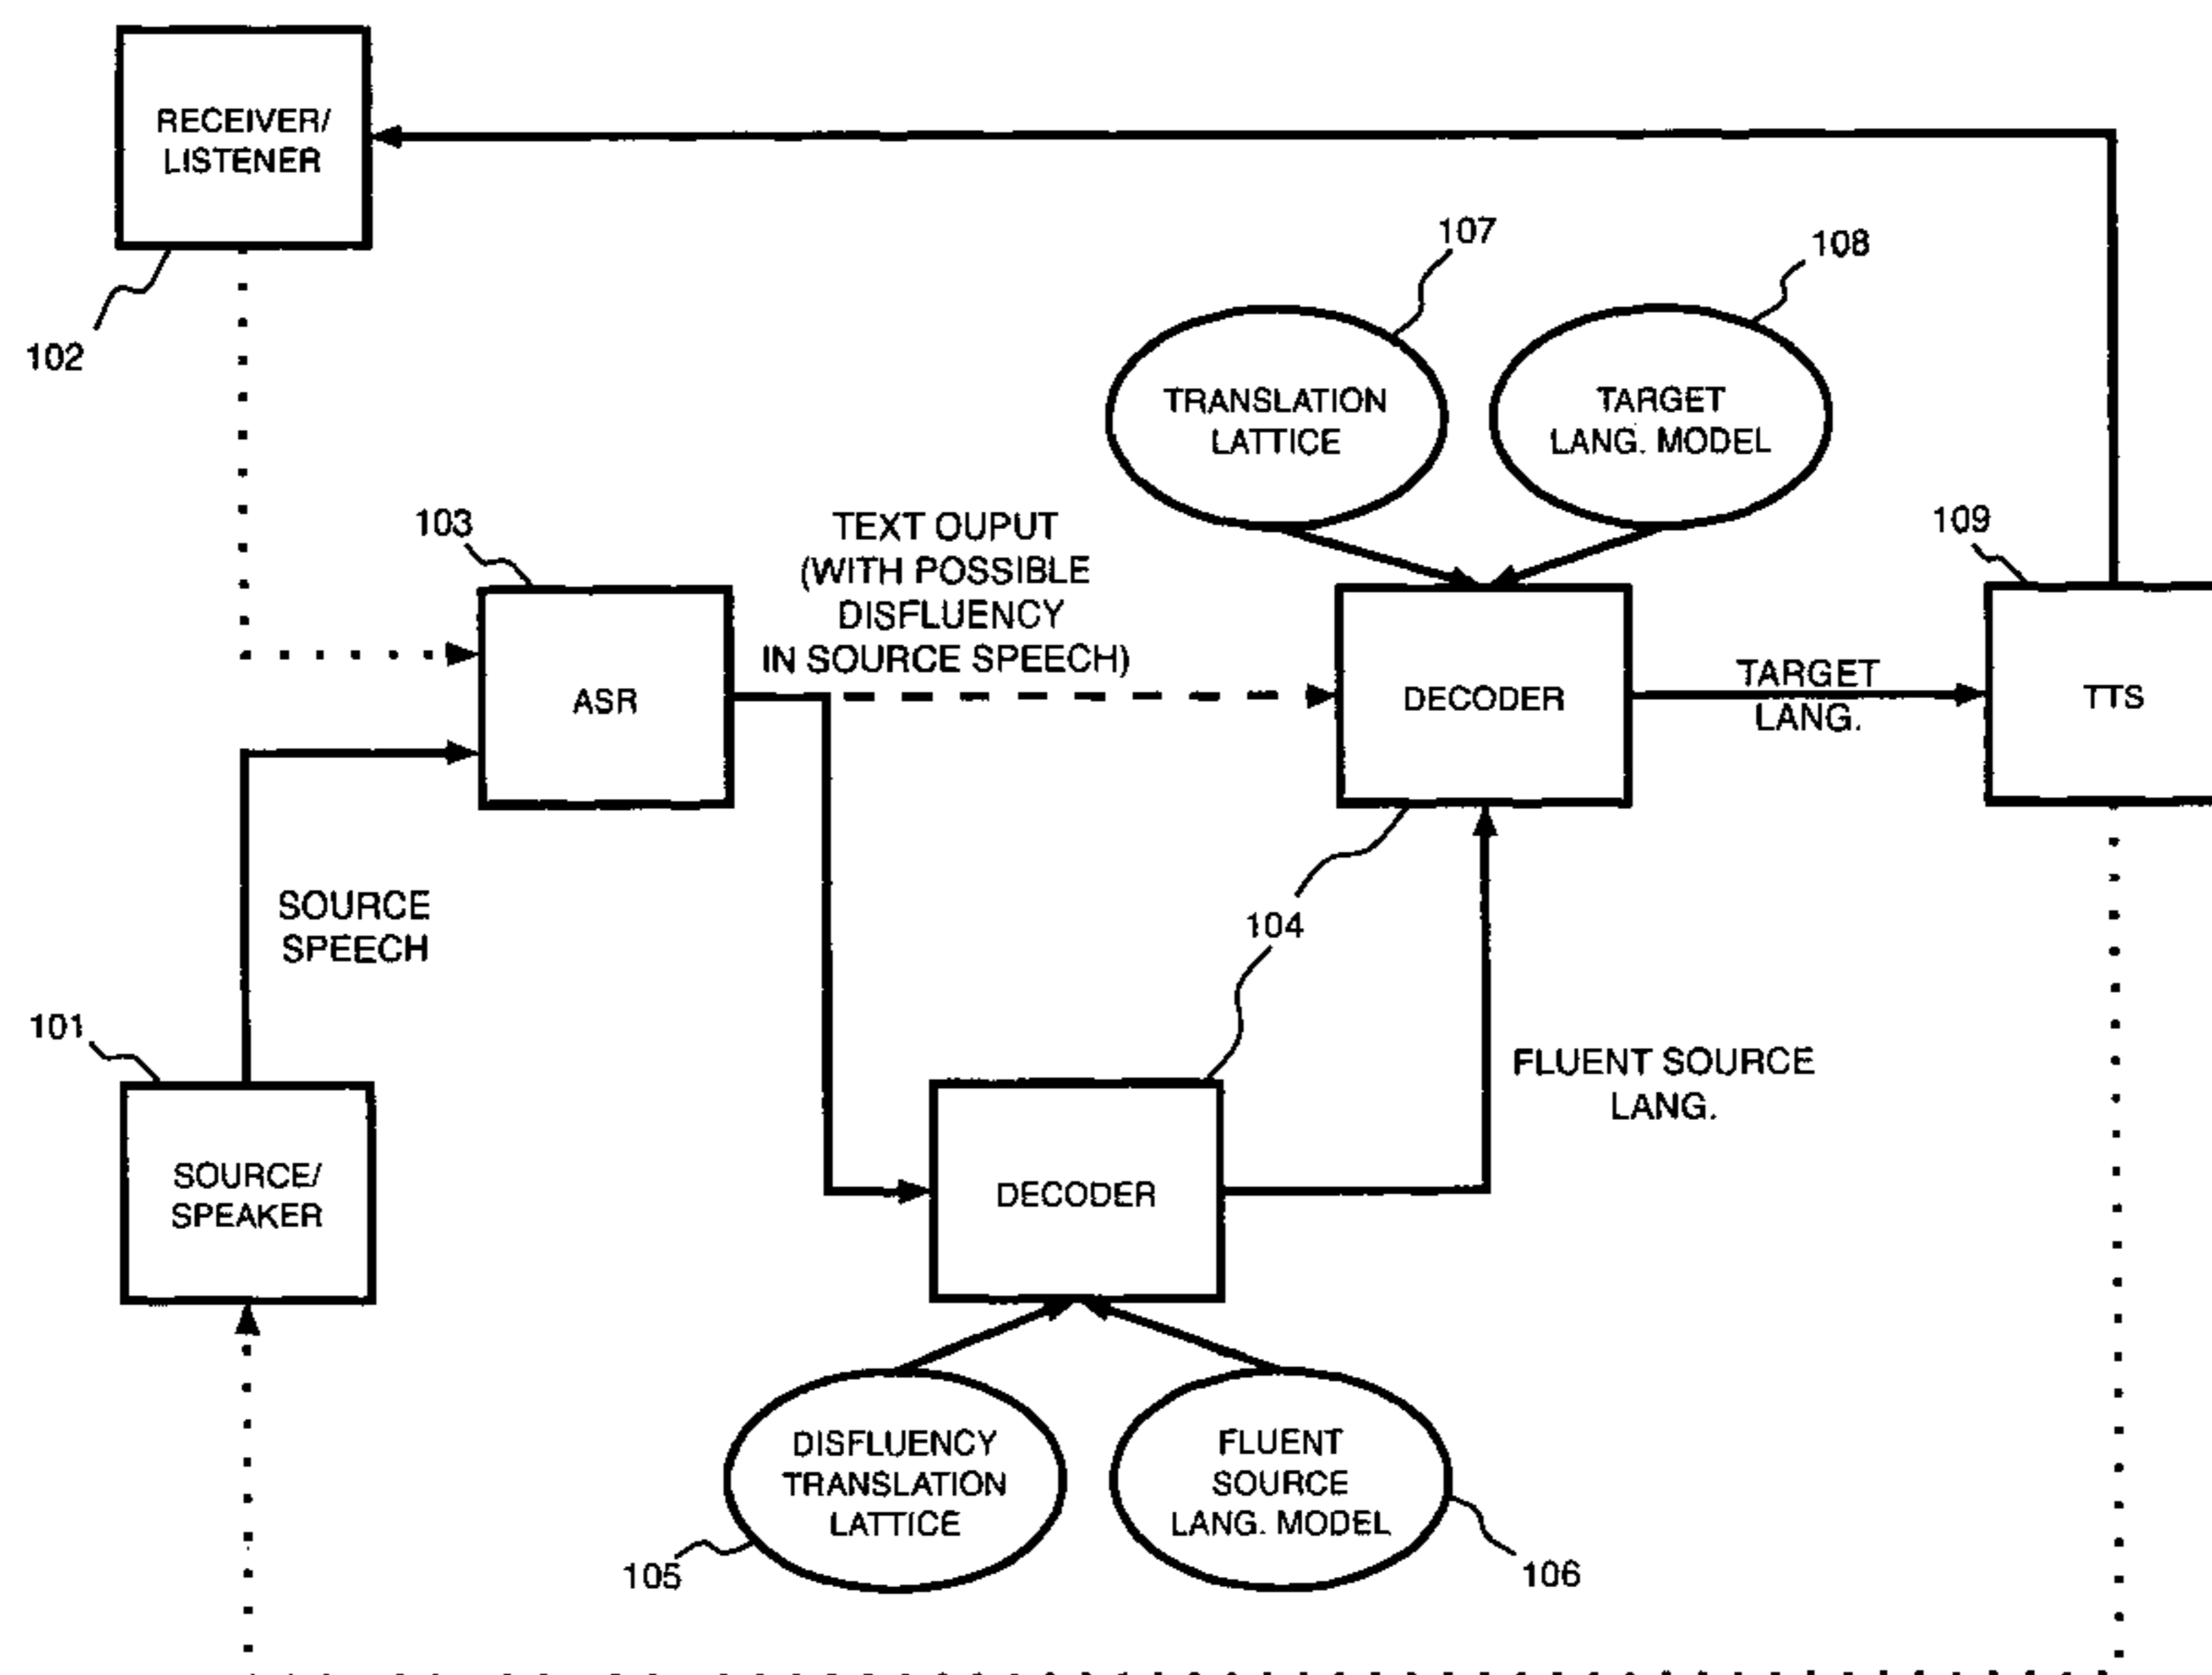 RECEIVER/
LISTENER
102
107
108
TRANSLATION
LATTICE
TARGET
LANG. MODEL
103
TEXT OUPUT
(WITH POSSIBLE
DISFLUENCY
IN SOURCE SPEECH)
109
ASR
DECODER
TARGET
LANG.
TTS
SOURCE
SPEECH
104
101
FLUENT SOURCE
LANG.
SOURCE/
SPEAKER
DECODER
DISFLUENCY
TRANSLATION
LATTICE
FLUENT
SOURCE
LANG. MODEL
105
106